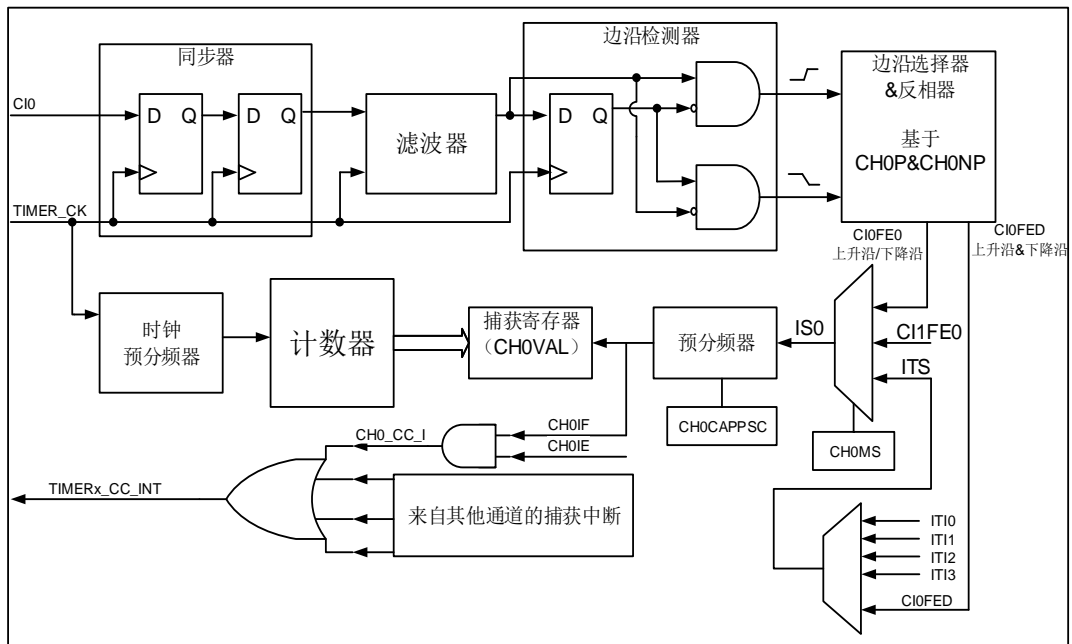 同步器
边沿检测器
CI0
D Q
D Q
滤波器
D Q
边沿选择器
&反相器
基于
CH0P&CH0NP
TIMER_CK
CI0FE0
上升沿/下降沿
CI0FED
上升沿&下降沿
时钟
预分频器
计数器
捕获寄存器
（CH0VAL）
预分频器
IS0
CI1FE0
ITS
CH0CAPPSC
CH0MS
CH0_CC_I
CH0IF
CH0IE
TIMERx_CC_INT
来自其他通道的捕获中断
ITI0
ITI1
ITI2
ITI3
CI0FED